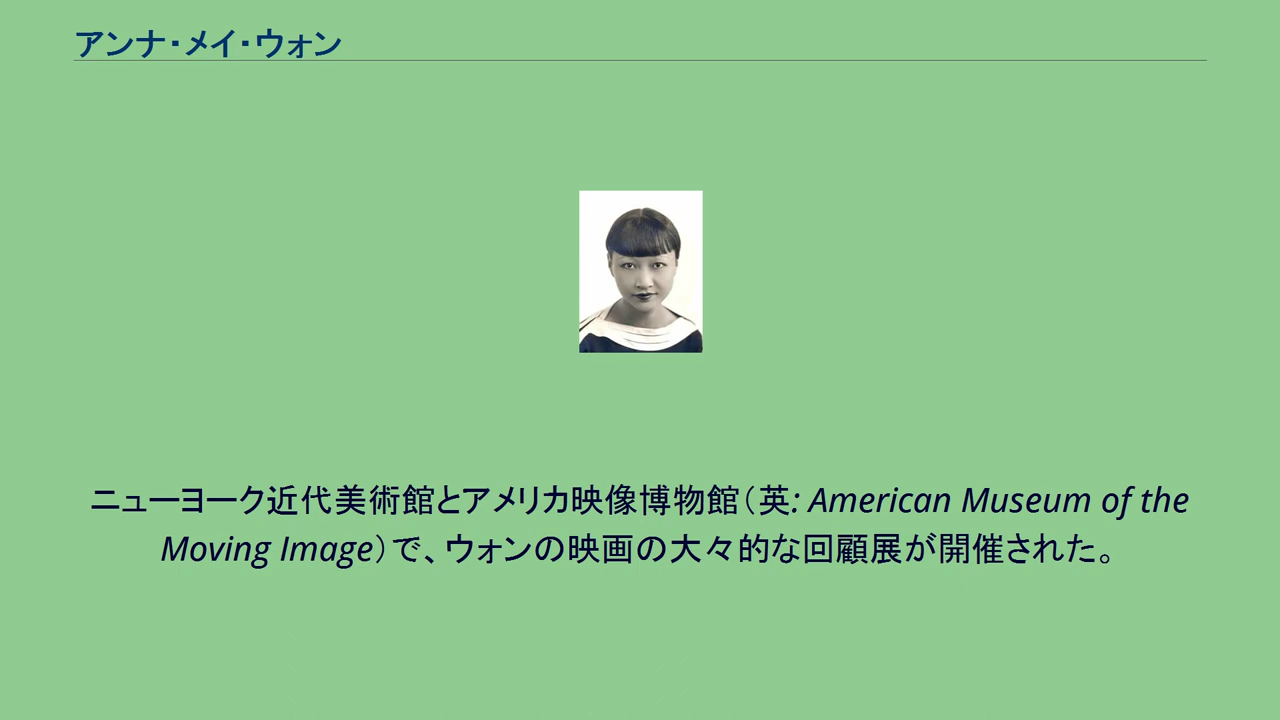 アンナ・メイ・ウォン
ニューヨーク近代美術館とアメリカ映像博物館（英: American Museum of the
Moving Image）で、ウォンの映画の大々的な回顧展が開催された。